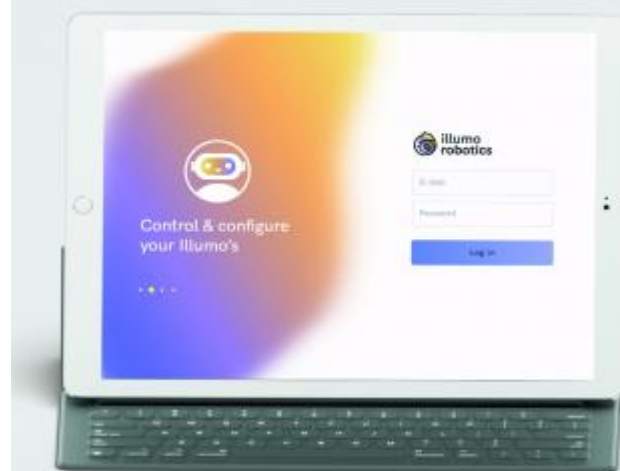 Control & configure
your Illumo's
illumo
robotics
E-mail
Password
Log in